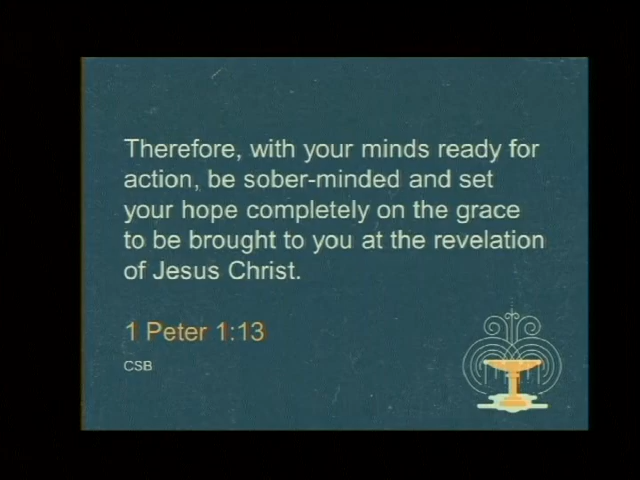 Therefore, with your minds ready for
action, be sober-minded and set
your hope completely on the grace
to be brought to you at the revelation
of Jesus Christ.
1 Peter 1:13
CSB